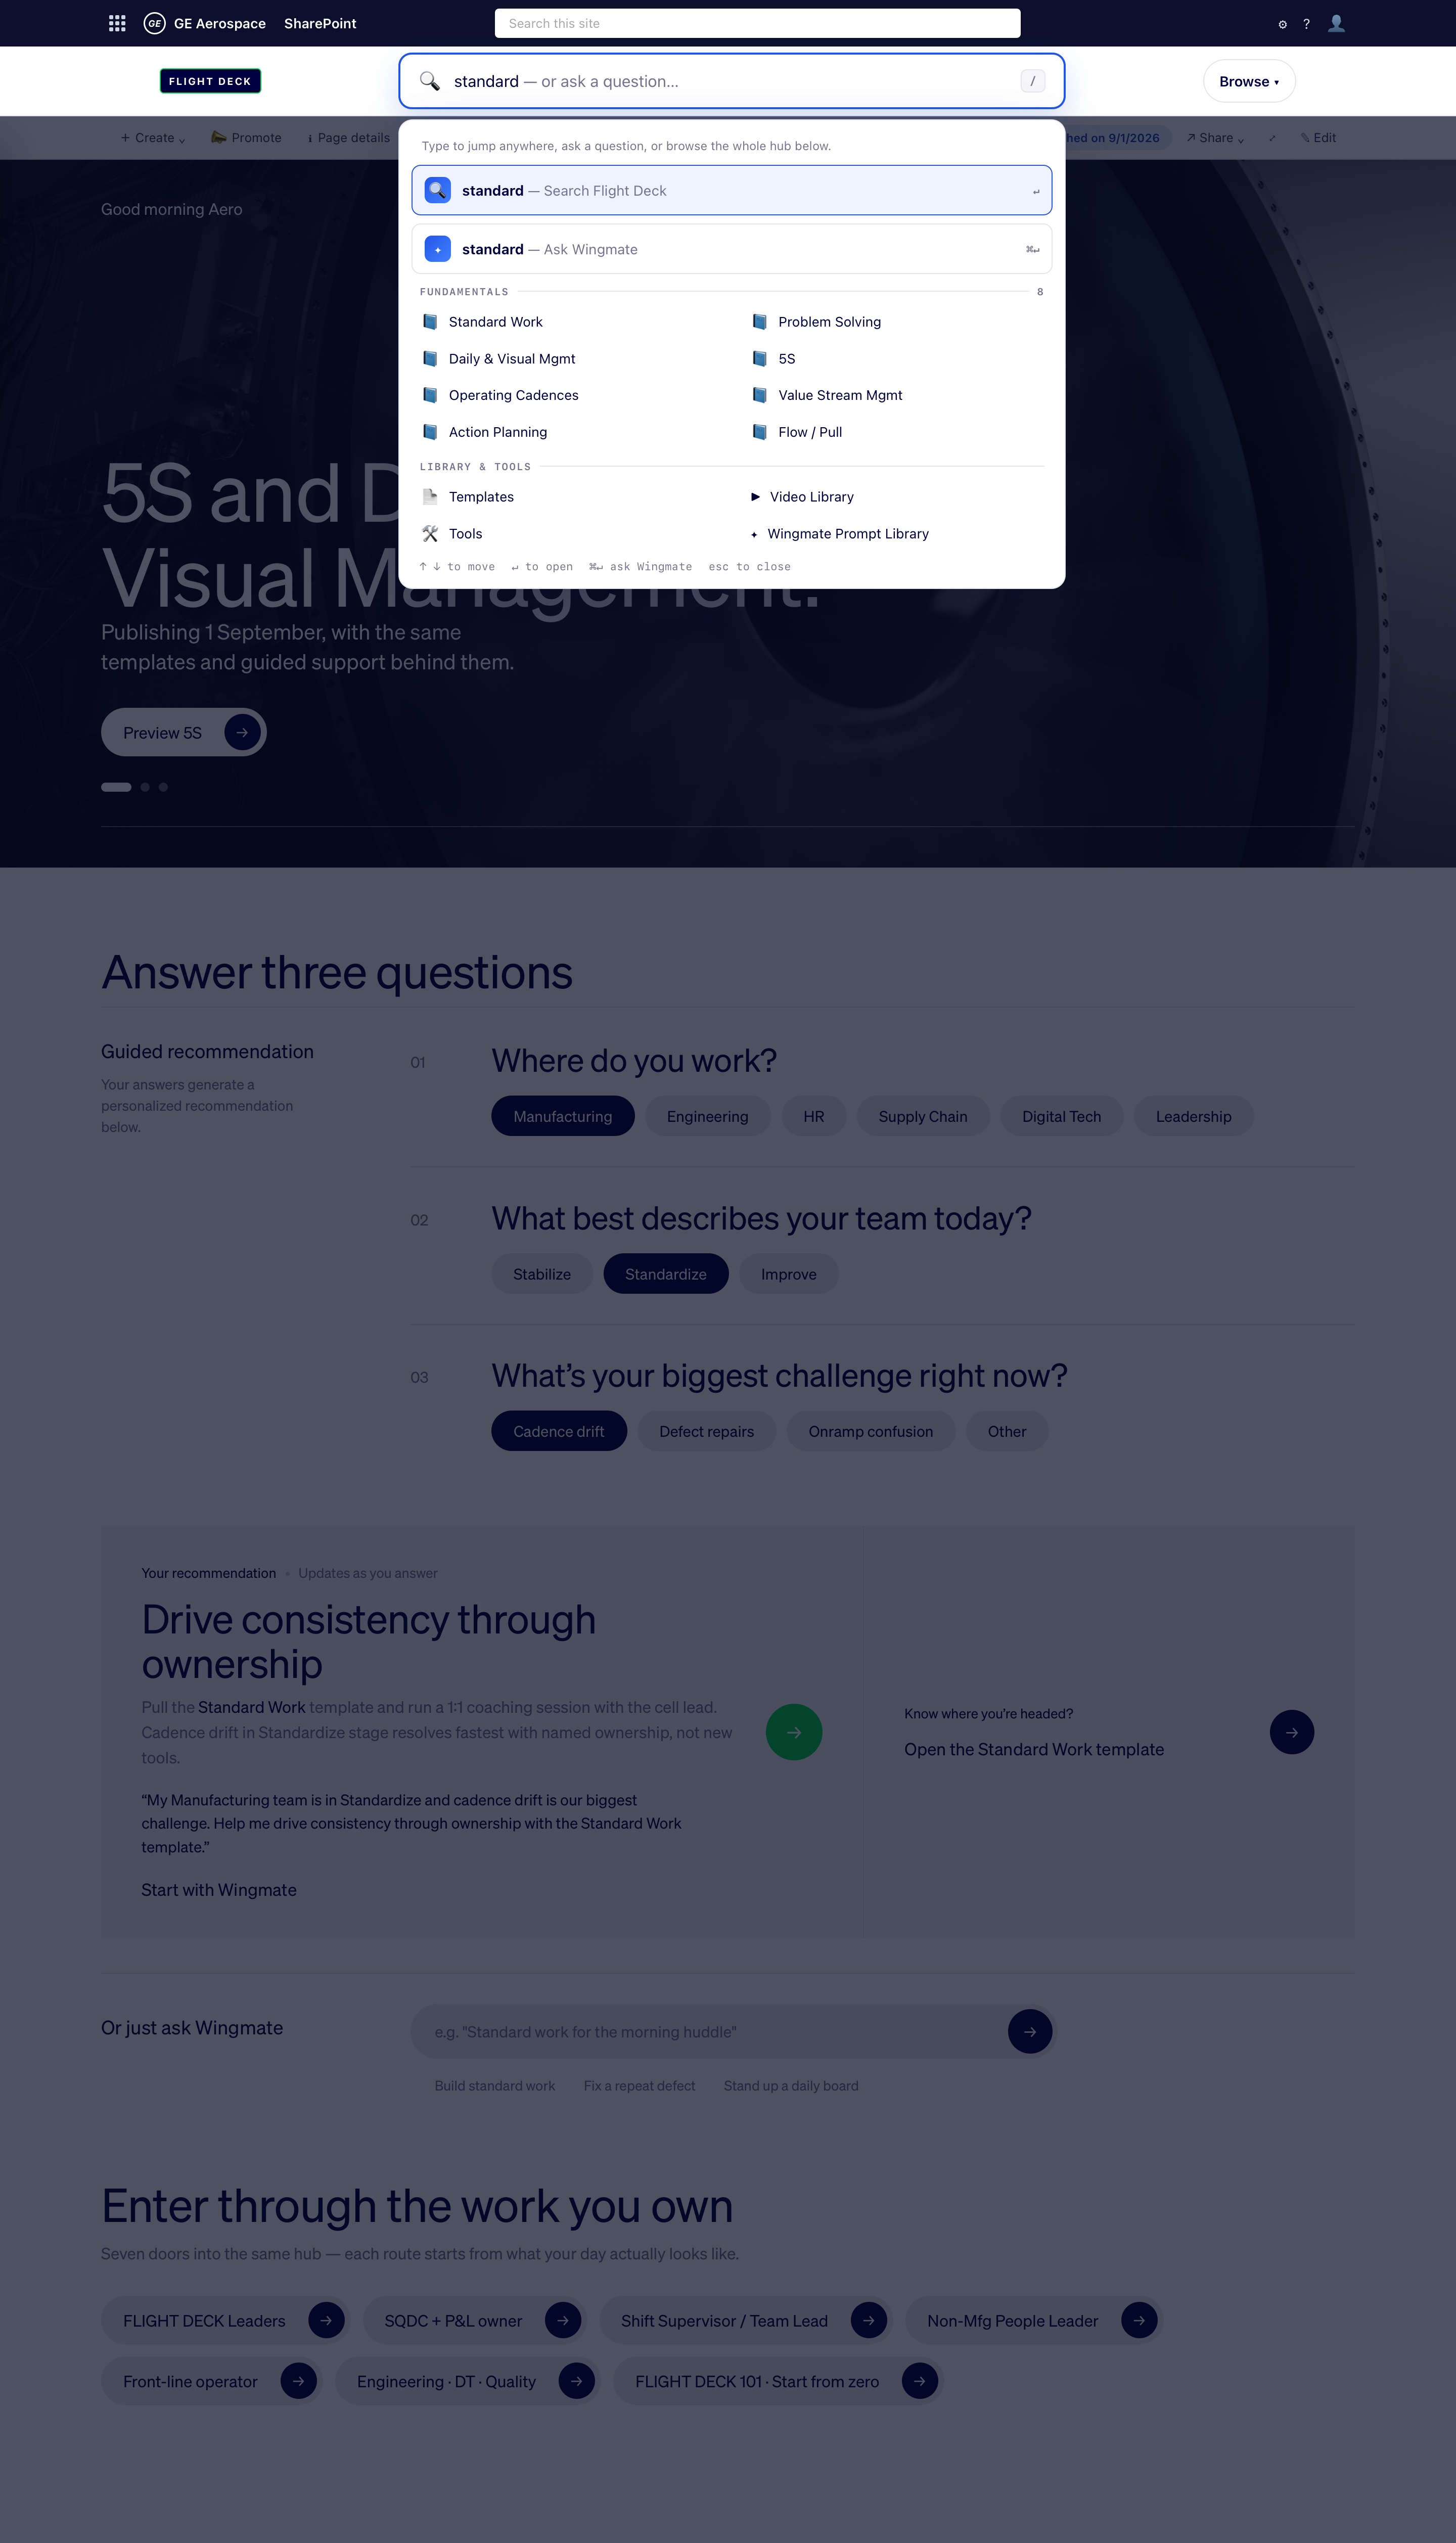 GE Aerospace SharePoint Search this site ?
FLIGHT DECK standard — or ask a question... / Browse ▾
+ Create Promote Page details hed on 9/1/2026 Share Edit
Type to jump anywhere, ask a question, or browse the whole hub below.
standard — Search Flight Deck ↵
standard — Ask Wingmate ⌘↵
FUNDAMENTALS 8
Standard Work Problem Solving
Daily & Visual Mgmt 5S
Operating Cadences Value Stream Mgmt
Action Planning Flow / Pull
LIBRARY & TOOLS
Templates Video Library
Tools Wingmate Prompt Library
↑ ↓ to move ↵ to open ⌘↵ ask Wingmate esc to close
Good morning Aero
5S and D
Visual Management.
Publishing 1 September, with the same
templates and guided support behind them.
Preview 5S →
Answer three questions
Guided recommendation
Your answers generate a
personalized recommendation
below.
01 Where do you work?
Manufacturing Engineering HR Supply Chain Digital Tech Leadership
02 What best describes your team today?
Stabilize Standardize Improve
03 What’s your biggest challenge right now?
Cadence drift Defect repairs Onramp confusion Other
Your recommendation • Updates as you answer
Drive consistency through
ownership
Pull the Standard Work template and run a 1:1 coaching session with the cell lead.
Cadence drift in Standardize stage resolves fastest with named ownership, not new
tools.
“My Manufacturing team is in Standardize and cadence drift is our biggest
challenge. Help me drive consistency through ownership with the Standard Work
template.”
Start with Wingmate
Know where you’re headed?
Open the Standard Work template
Or just ask Wingmate
e.g. "Standard work for the morning huddle"
Build standard work Fix a repeat defect Stand up a daily board
Enter through the work you own
Seven doors into the same hub — each route starts from what your day actually looks like.
FLIGHT DECK Leaders → SQDC + P&L owner → Shift Supervisor / Team Lead → Non-Mfg People Leader →
Front-line operator → Engineering · DT · Quality → FLIGHT DECK 101 · Start from zero →